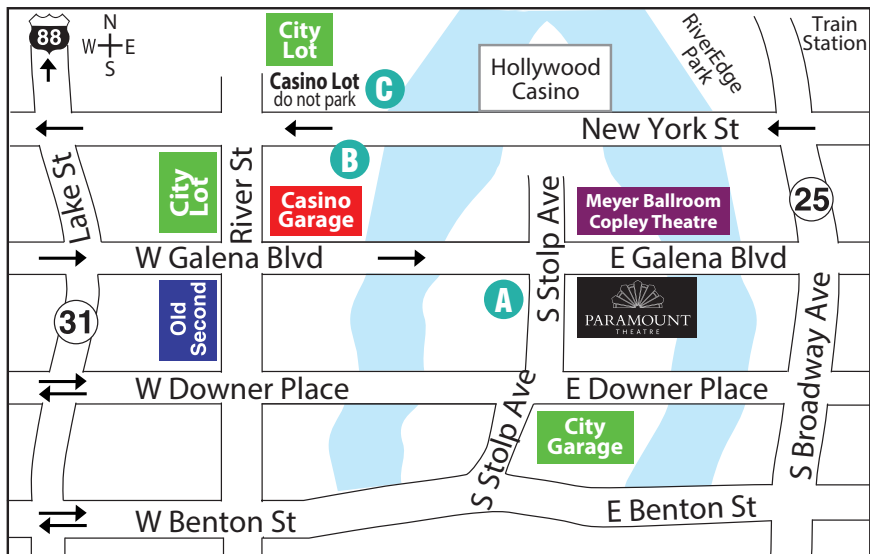 88
N
W E
S
City
Lot
Casino Lot
do not park
C
Hollywood
Casino
RiverEdge
Park
Train
Station
New York St
Lake St
City
Lot
River St
B
Casino
Garage
S Stolp Ave
Meyer Ballroom
Copley Theatre
25
W Galena Blvd
E Galena Blvd
31
Old
Second
A
PARAMOUNT
THEATRE
W Downer Place
E Downer Place
S Stolp Ave
City
Garage
S Broadway Ave
W Benton St
E Benton St